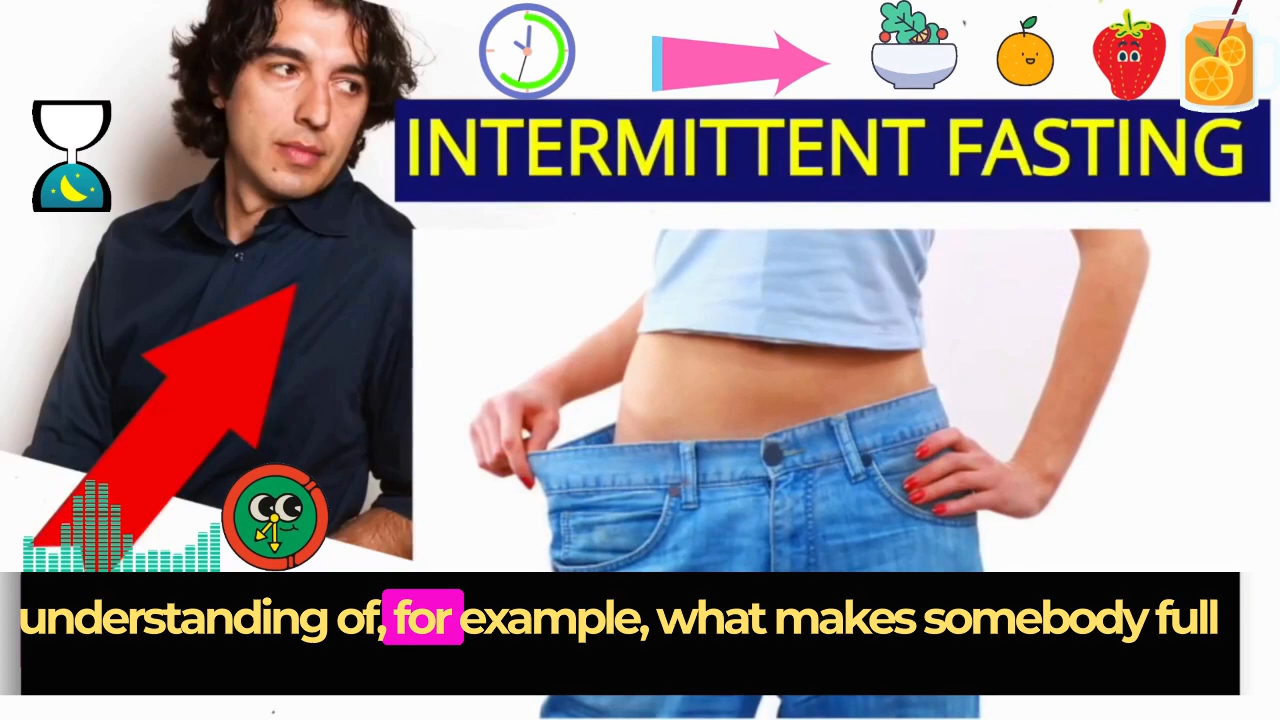 INTERMITTENT FASTING
understanding of, for example, what makes somebody full